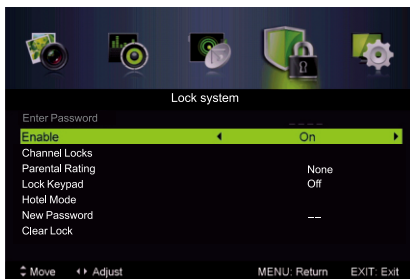 Lock system
Enter Password _ _ _ _
Enable On
Channel Locks
Parental Rating None
Lock Keypad Off
Hotel Mode
New Password _ _
Clear Lock
Move Adjust MENU: Return EXIT: Exit